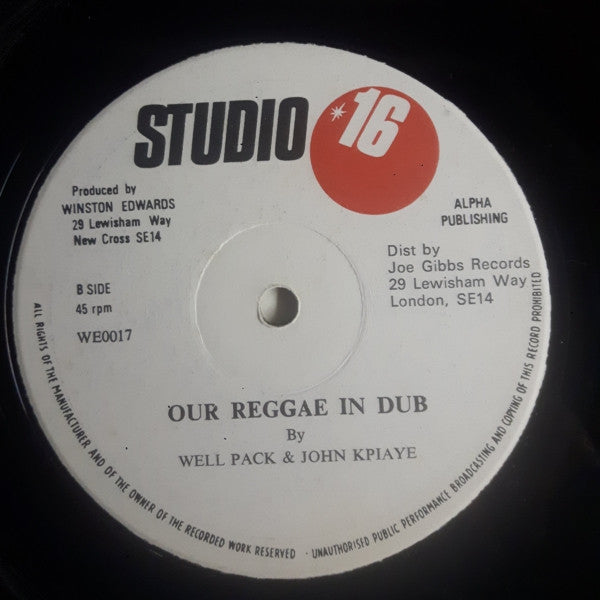 STUDIO *16
Produced by
WINSTON EDWARDS
29 Lewisham Way
New Cross SE14
ALPHA
PUBLISHING
Dist by
Joe Gibbs Records
29 Lewisham Way
London, SE14
B SIDE
45 rpm
WE0017
OUR REGGAE IN DUB
By
WELL PACK & JOHN KPIAYE
ALL RIGHTS OF THE MANUFACTURER AND OF THE OWNER OF THE RECORDED WORK RESERVED · UNAUTHORISED PUBLIC PERFORMANCE BROADCASTING AND COPYING OF THIS RECORD PROHIBITED